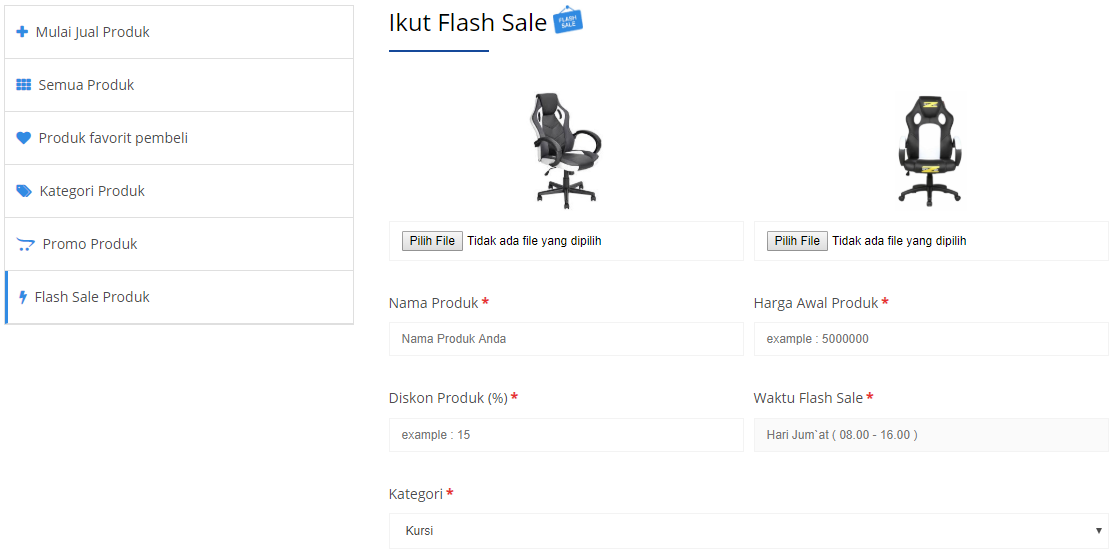 Mulai Jual Produk
Semua Produk
Produk favorit pembeli
Kategori Produk
Promo Produk
Flash Sale Produk
Ikut Flash Sale
FLASH
SALE
Z
Z
Pilih File Tidak ada file yang dipilih
Pilih File Tidak ada file yang dipilih
Nama Produk *
Harga Awal Produk *
Nama Produk Anda
example : 5000000
Diskon Produk (%) *
Waktu Flash Sale *
example : 15
Hari Jum`at ( 08.00 - 16.00 )
Kategori *
Kursi